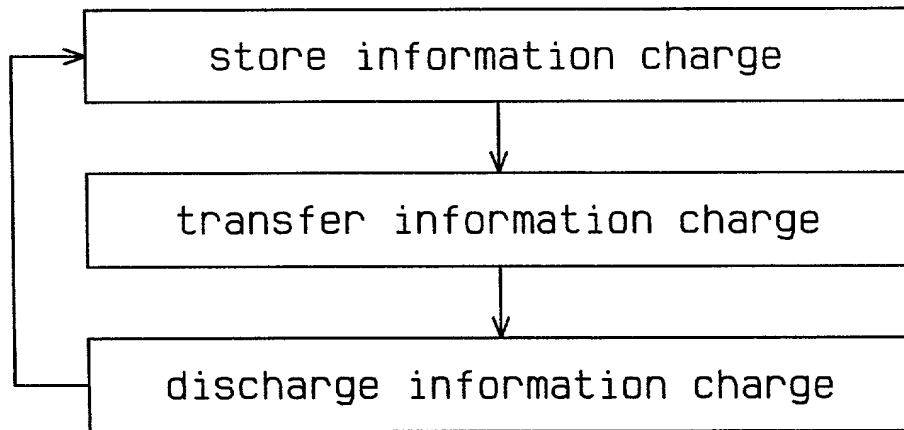 store information charge
transfer information charge
discharge information charge